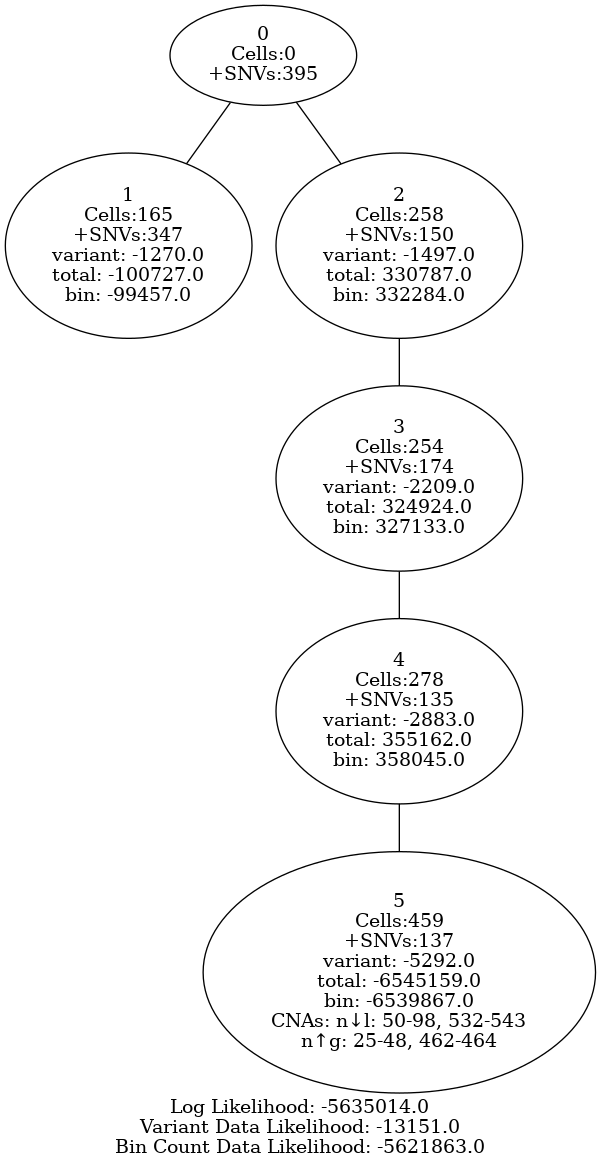 0
Cells:0
+SNVs:395
1
Cells:165
+SNVs:347
variant: -1270.0
total: -100727.0
bin: -99457.0
2
Cells:258
+SNVs:150
variant: -1497.0
total: 330787.0
bin: 332284.0
3
Cells:254
+SNVs:174
variant: -2209.0
total: 324924.0
bin: 327133.0
4
Cells:278
+SNVs:135
variant: -2883.0
total: 355162.0
bin: 358045.0
5
Cells:459
+SNVs:137
variant: -5292.0
total: -6545159.0
bin: -6539867.0
CNAs: n↓l: 50-98, 532-543
n↑g: 25-48, 462-464
Log Likelihood: -5635014.0
Variant Data Likelihood: -13151.0
Bin Count Data Likelihood: -5621863.0